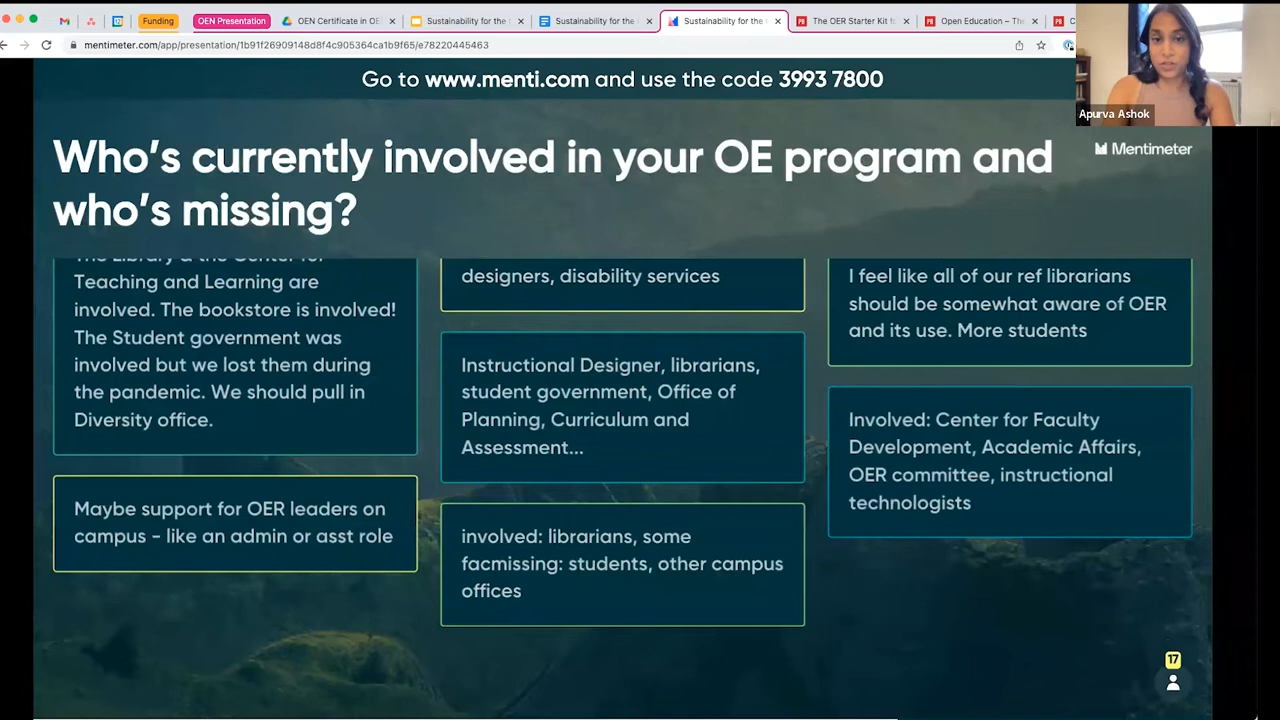 Funding
OEN Presentation
OEN Certificate in OE
Sustainability for the
Sustainability for the
Sustainability for the
The OER Starter Kit fo
Open Education – The
mentimeter.com/app/presentation/1b91f26909148d8f4c905364ca1b9f65/e78220445463
Go to www.menti.com and use the code 3993 7800
Apurva Ashok
Mentimeter
Who's currently involved in your OE program and
who's missing?
The Library & the Center for
Teaching and Learning are
involved. The bookstore is involved!
The Student government was
involved but we lost them during
the pandemic. We should pull in
Diversity office.
Maybe support for OER leaders on
campus - like an admin or asst role
designers, disability services
Instructional Designer, librarians,
student government, Office of
Planning, Curriculum and
Assessment...
involved: librarians, some
facmissing: students, other campus
offices
I feel like all of our ref librarians
should be somewhat aware of OER
and its use. More students
Involved: Center for Faculty
Development, Academic Affairs,
OER committee, instructional
technologists
17